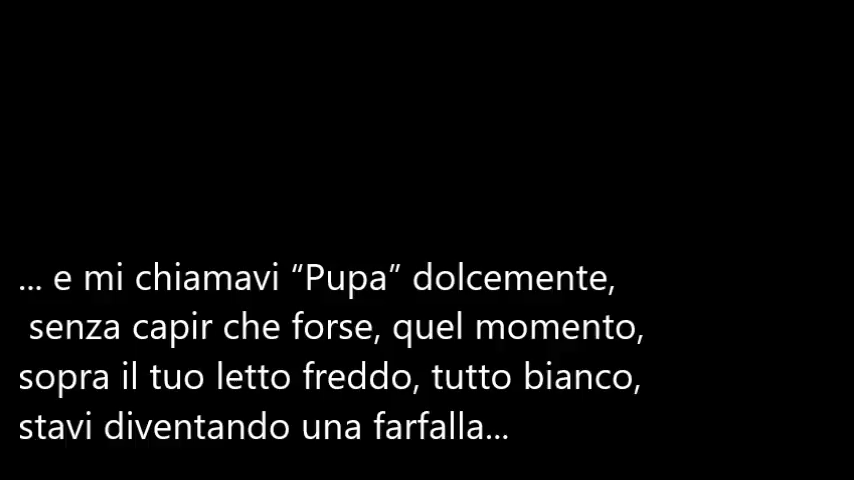 ... e mi chiamavi “Pupa” dolcemente,
senza capir che forse, quel momento,
sopra il tuo letto freddo, tutto bianco,
stavi diventando una farfalla...